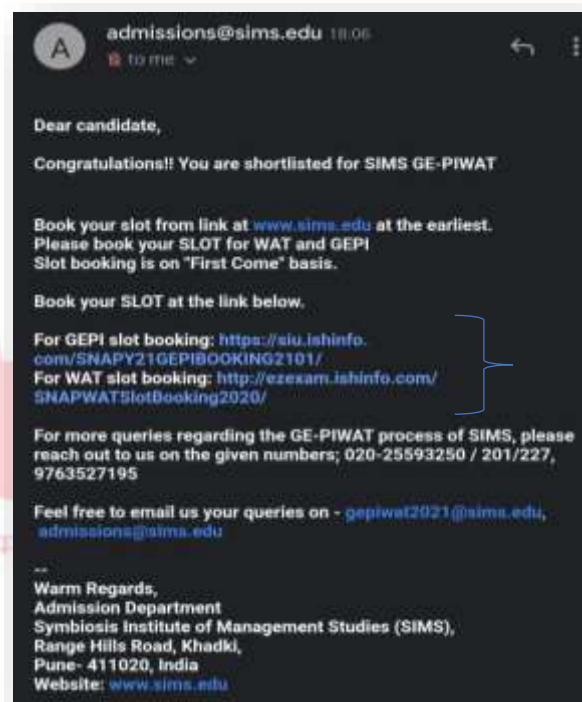 A
admissions@sims.edu 18:06
to me
Dear candidate,
Congratulations!! You are shortlisted for SIMS GE-PIWAT
Book your slot from link at www.sims.edu at the earliest.
Please book your SLOT for WAT and GEPI
Slot booking is on "First Come" basis.
Book your SLOT at the link below.
For GEPI slot booking: https://siu.ishinfo.
com/SNAPY21GEPIBOOKING2101/
For WAT slot booking: http://ezexam.ishinfo.com/
SNAPWATSlotBooking2020/
For more queries regarding the GE-PIWAT process of SIMS, please
reach out to us on the given numbers; 020-25593250 / 201/227,
9763527195
Feel free to email us your queries on - gepiwat2021@sims.edu,
admissions@sims.edu
--
Warm Regards,
Admission Department
Symbiosis Institute of Management Studies (SIMS),
Range Hills Road, Khadki,
Pune- 411020, India
Website: www.sims.edu